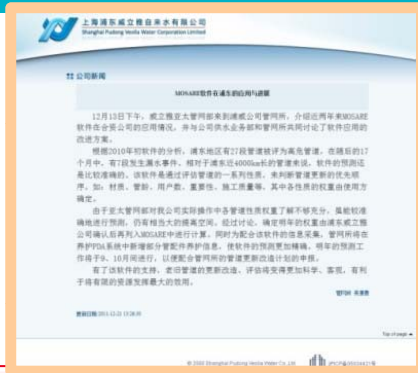 上海浦东威立雅自来水有限公司
Shanghai Pudong Veolia Water Corporation Limited
公司新闻
MOSARE软件在浦东的应用与进展
12月13日下午，威立雅亚太管网部来到浦威公司管网所，介绍近两年来MOSARE
软件在合资公司的应用情况，并与公司供水业务部和管网所共同讨论了软件应用的
改进方案。
根据2010年初软件的分析，浦东地区有27段管道被评为高危管道，在随后的17
个月中，有7段发生漏水事件。相对于浦东近4000km长的管道来说，软件的预测还
是比较准确的。该软件是通过评估管道的一系列性质，来判断管道更新的优先顺
序，如：材质、管龄、用户数、重要性、施工质量等，其中各性质的权重由使用方
确定。
由于亚太管网部对我公司实际操作中各管道性质权重了解不够充分，虽能较准
确地进行预测，仍有相当大的提高空间。经过讨论，确定明年的权重由浦东威立雅
公司确认后再列入MOSARE中进行计算。同时为配合该软件的信息采集，管网所将在
养护PDA系统中新增部分管配件养护信息，使软件的预测更加精确。明年的预测工
作将于9、10月间进行，以便配合管网所的管道更新改造计划的申报。
有了该软件的支持，老旧管道的更新改造、评估将变得更加科学、客观，有利
于将有限的资源发挥最大的效用。
管网所
更新日期:2011-12-21 13:28:05
Top of page
© 2008 Shanghai Pudong Veolia Water Co. Ltd